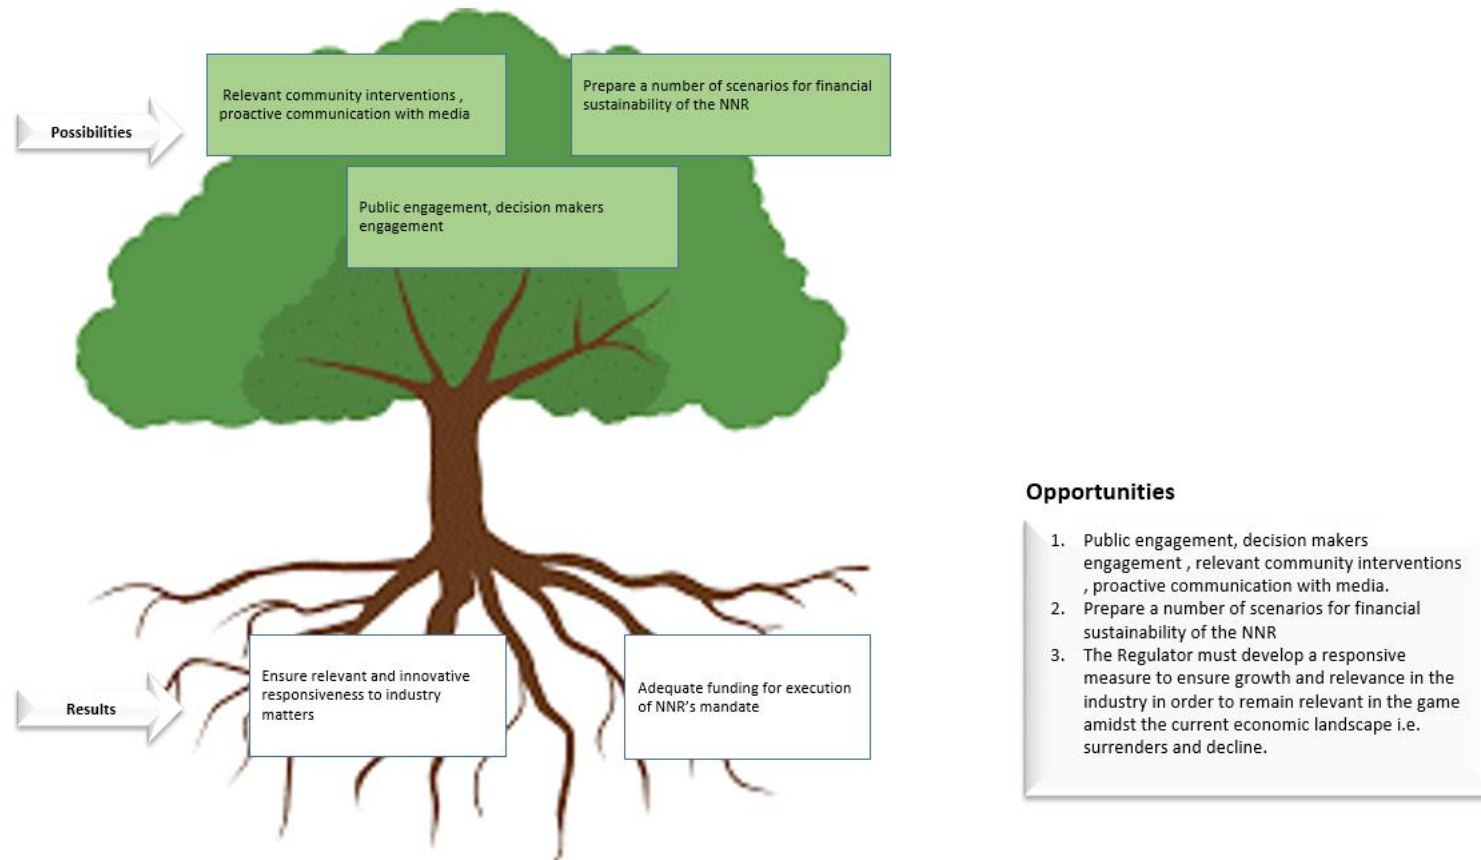 Relevant community interventions ,
proactive communication with media
Prepare a number of scenarios for financial
sustainability of the NNR
Possibilities
Public engagement, decision makers
engagement
Opportunities
1. Public engagement, decision makers
engagement , relevant community interventions
, proactive communication with media.
2. Prepare a number of scenarios for financial
sustainability of the NNR
3. The Regulator must develop a responsive
measure to ensure growth and relevance in the
industry in order to remain relevant in the game
amidst the current economic landscape i.e.
surrenders and decline.
Results
Ensure relevant and innovative
responsiveness to industry
matters
Adequate funding for execution
of NNR's mandate